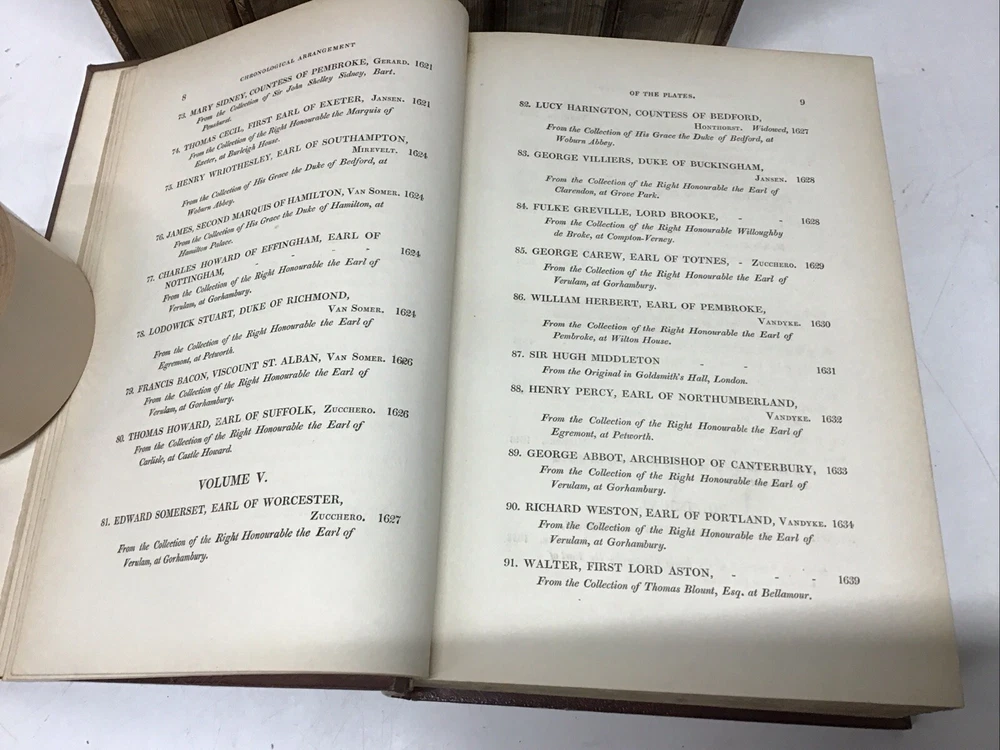 8
CHRONOLOGICAL ARRANGEMENT
73. MARY SIDNEY, COUNTESS OF PEMBROKE, GERARD. 1621
From the Collection of Sir John Shelley Sidney, Bart.
Penshurst.
74. THOMAS CECIL, FIRST EARL OF EXETER, JANSEN. 1621
From the Collection of the Right Honourable the Marquis of
Exeter, at Burleigh House.
75. HENRY WRIOTHESLEY, EARL OF SOUTHAMPTON,
MIREVELT. 1624
From the Collection of His Grace the Duke of Bedford, at
Woburn Abbey.
76. JAMES, SECOND MARQUIS OF HAMILTON, VAN SOMER. 1624
From the Collection of His Grace the Duke of Hamilton, at
Hamilton Palace.
77. CHARLES HOWARD OF EFFINGHAM, EARL OF
NOTTINGHAM, - - - 1624
From the Collection of the Right Honourable the Earl of
Verulam, at Gorhambury.
78. LODOWICK STUART, DUKE OF RICHMOND,
VAN SOMER. 1624
From the Collection of the Right Honourable the Earl of
Egremont, at Petworth.
79. FRANCIS BACON, VISCOUNT ST. ALBAN, VAN SOMER. 1626
From the Collection of the Right Honourable the Earl of
Verulam, at Gorhambury.
80. THOMAS HOWARD, EARL OF SUFFOLK, ZUCCHERO. 1626
From the Collection of the Right Honourable the Earl of
Carlisle, at Castle Howard.
VOLUME V.
81. EDWARD SOMERSET, EARL OF WORCESTER,
ZUCCHERO. 1627
From the Collection of the Right Honourable the Earl of
Verulam, at Gorhambury.
OF THE PLATES. 9
82. LUCY HARINGTON, COUNTESS OF BEDFORD,
HONTHORST. Widowed, 1627
From the Collection of His Grace the Duke of Bedford, at
Woburn Abbey.
83. GEORGE VILLIERS, DUKE OF BUCKINGHAM,
JANSEN. 1628
From the Collection of the Right Honourable the Earl of
Clarendon, at Grove Park.
84. FULKE GREVILLE, LORD BROOKE, - - 1628
From the Collection of the Right Honourable Willoughby
de Broke, at Compton-Verney.
85. GEORGE CAREW, EARL OF TOTNES, - ZUCCHERO. 1629
From the Collection of the Right Honourable the Earl of
Verulam, at Gorhambury.
86. WILLIAM HERBERT, EARL OF PEMBROKE,
VANDYKE. 1630
From the Collection of the Right Honourable the Earl of
Pembroke, at Wilton House.
87. SIR HUGH MIDDLETON - - - 1631
From the Original in Goldsmith's Hall, London.
88. HENRY PERCY, EARL OF NORTHUMBERLAND,
VANDYKE. 1632
From the Collection of the Right Honourable the Earl of
Egremont, at Petworth.
89. GEORGE ABBOT, ARCHBISHOP OF CANTERBURY, 1633
From the Collection of the Right Honourable the Earl of
Verulam, at Gorhambury.
90. RICHARD WESTON, EARL OF PORTLAND, VANDYKE. 1634
From the Collection of the Right Honourable the Earl of
Verulam, at Gorhambury.
91. WALTER, FIRST LORD ASTON, - - - 1639
From the Collection of Thomas Blount, Esq. at Bellamour.